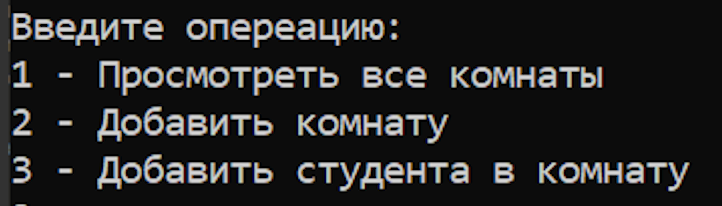 Введите опереацию:
1 - Просмотреть все комнаты
2 - Добавить комнату
3 - Добавить студента в комнату